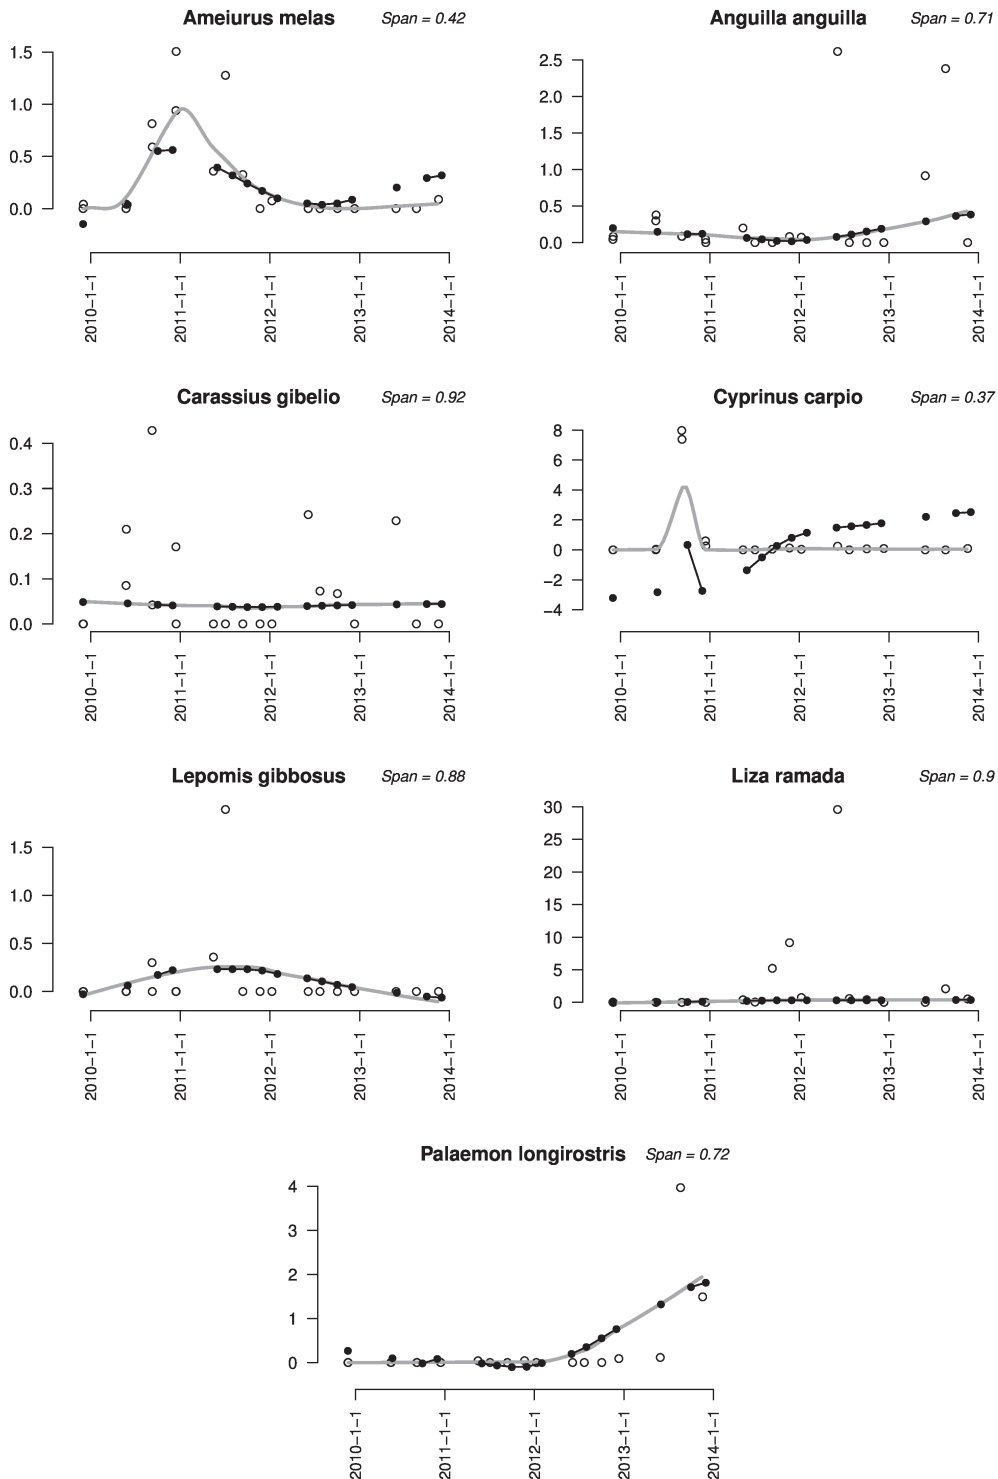 Ameiurus melas Span = 0.42
1.5
1.0
0.5
0.0
2010−1−1 2011−1−1 2012−1−1 2013−1−1 2014−1−1
Anguilla anguilla Span = 0.71
2.5
2.0
1.5
1.0
0.5
0.0
2010−1−1 2011−1−1 2012−1−1 2013−1−1 2014−1−1
Carassius gibelio Span = 0.92
0.4
0.3
0.2
0.1
0.0
2010−1−1 2011−1−1 2012−1−1 2013−1−1 2014−1−1
Cyprinus carpio Span = 0.37
8
6
4
2
0
−2
−4
2010−1−1 2011−1−1 2012−1−1 2013−1−1 2014−1−1
Lepomis gibbosus Span = 0.88
1.5
1.0
0.5
0.0
2010−1−1 2011−1−1 2012−1−1 2013−1−1 2014−1−1
Liza ramada Span = 0.9
30
25
20
15
10
5
0
2010−1−1 2011−1−1 2012−1−1 2013−1−1 2014−1−1
Palaemon longirostris Span = 0.72
4
3
2
1
0
2010−1−1 2011−1−1 2012−1−1 2013−1−1 2014−1−1